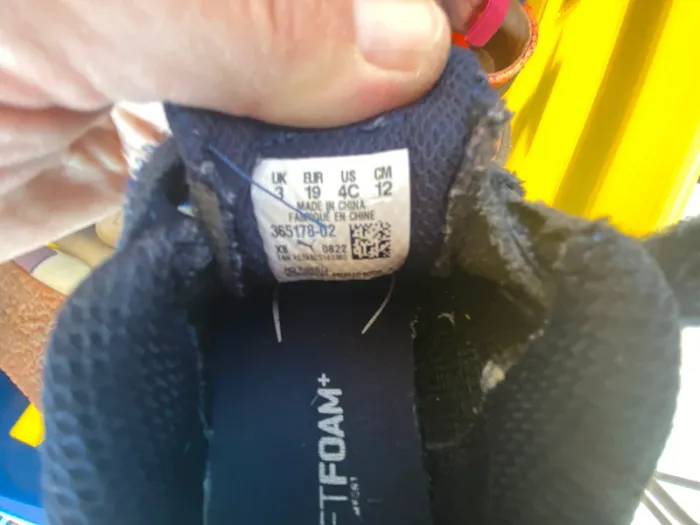 UK EUR US CM
3 19 4C 12
MADE IN CHINA
FABRIQUÉ EN CHINE
365178-02
XB 0822
FTFOAM+